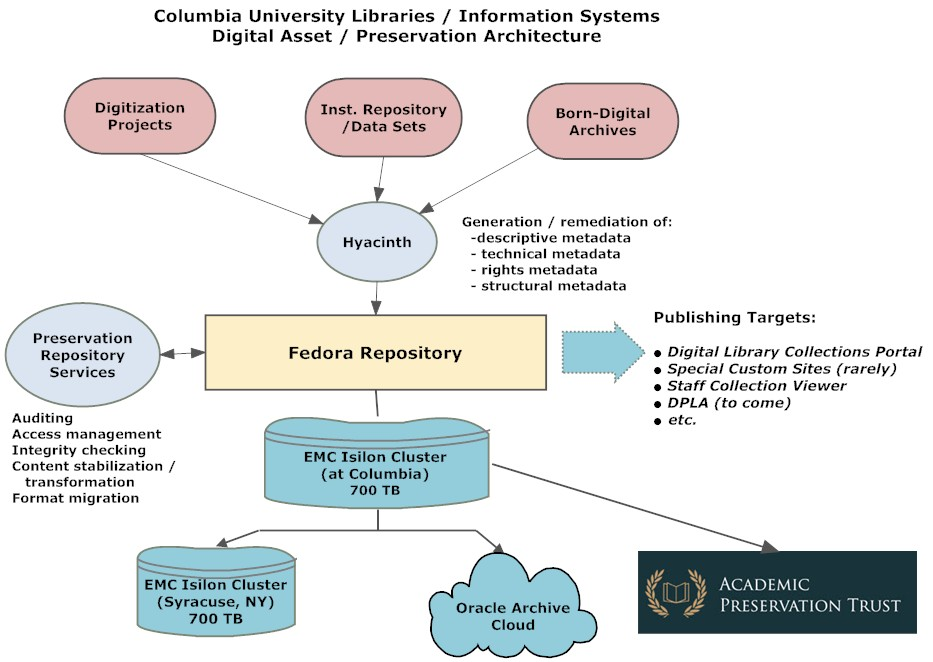 Columbia University Libraries / Information Systems
Digital Asset / Preservation Architecture
Digitization
Projects
Inst. Repository
/Data Sets
Born-Digital
Archives
Hyacinth
Generation / remediation of:
-descriptive metadata
- technical metadata
- rights metadata
- structural metadata
Preservation
Repository
Services
Fedora Repository
Publishing Targets:
● Digital Library Collections Portal
● Special Custom Sites (rarely)
● Staff Collection Viewer
● DPLA (to come)
● etc.
Auditing
Access management
Integrity checking
Content stabilization /
transformation
Format migration
EMC Isilon Cluster
(at Columbia)
700 TB
EMC Isilon Cluster
(Syracuse, NY)
700 TB
Oracle Archive
Cloud
ACADEMIC
PRESERVATION TRUST